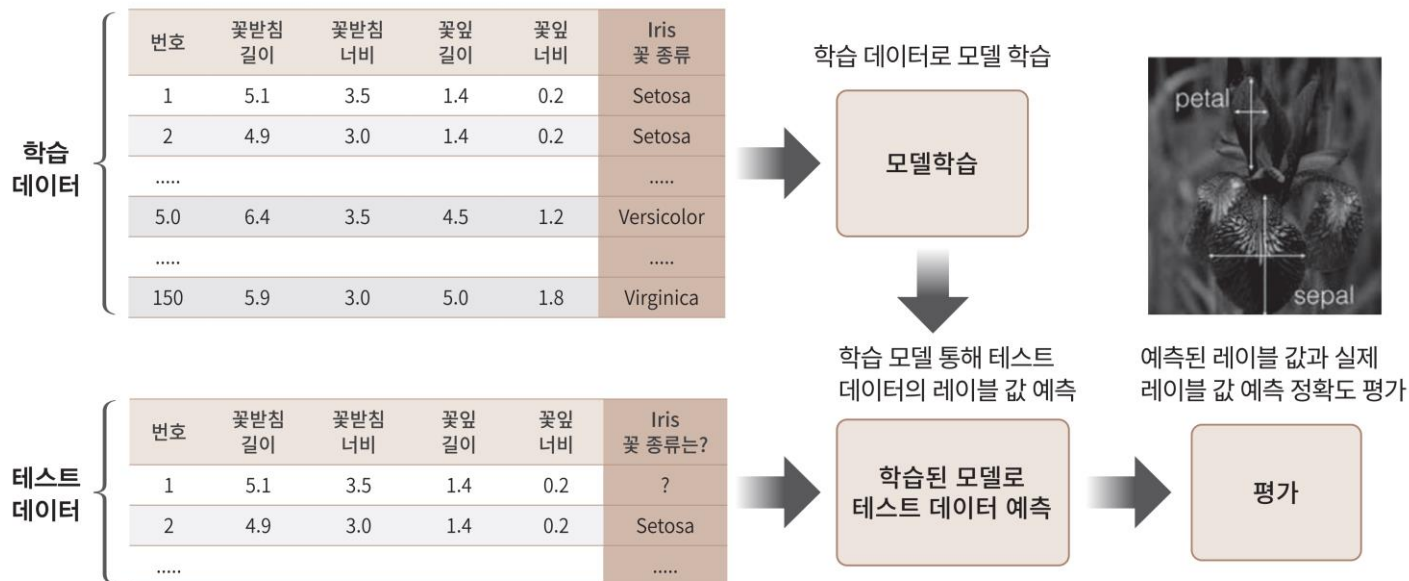 학습
데이터
번호 꽃받침 길이 꽃받침 너비 꽃잎 길이 꽃잎 너비 Iris 꽃 종류
1 5.1 3.5 1.4 0.2 Setosa
2 4.9 3.0 1.4 0.2 Setosa
..... .....
5.0 6.4 3.5 4.5 1.2 Versicolor
..... .....
150 5.9 3.0 5.0 1.8 Virginica
학습 데이터로 모델 학습
모델학습
petal
sepal
테스트
데이터
번호 꽃받침 길이 꽃받침 너비 꽃잎 길이 꽃잎 너비 Iris 꽃 종류는?
1 5.1 3.5 1.4 0.2 ?
2 4.9 3.0 1.4 0.2 Setosa
..... .....
학습 모델 통해 테스트
데이터의 레이블 값 예측
학습된 모델로
테스트 데이터 예측
예측된 레이블 값과 실제
레이블 값 예측 정확도 평가
평가